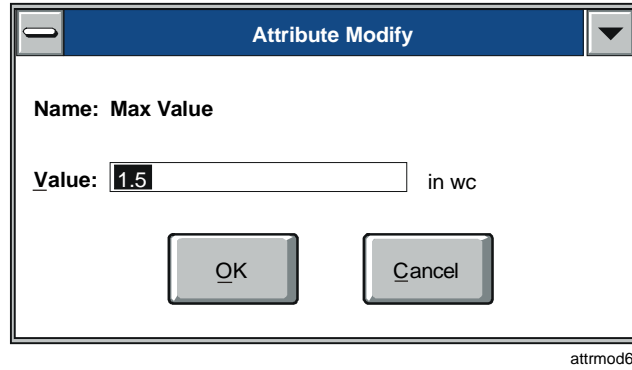 Attribute Modify
Name: Max Value
Value: 1.5 in wc
OK Cancel
attrmod6